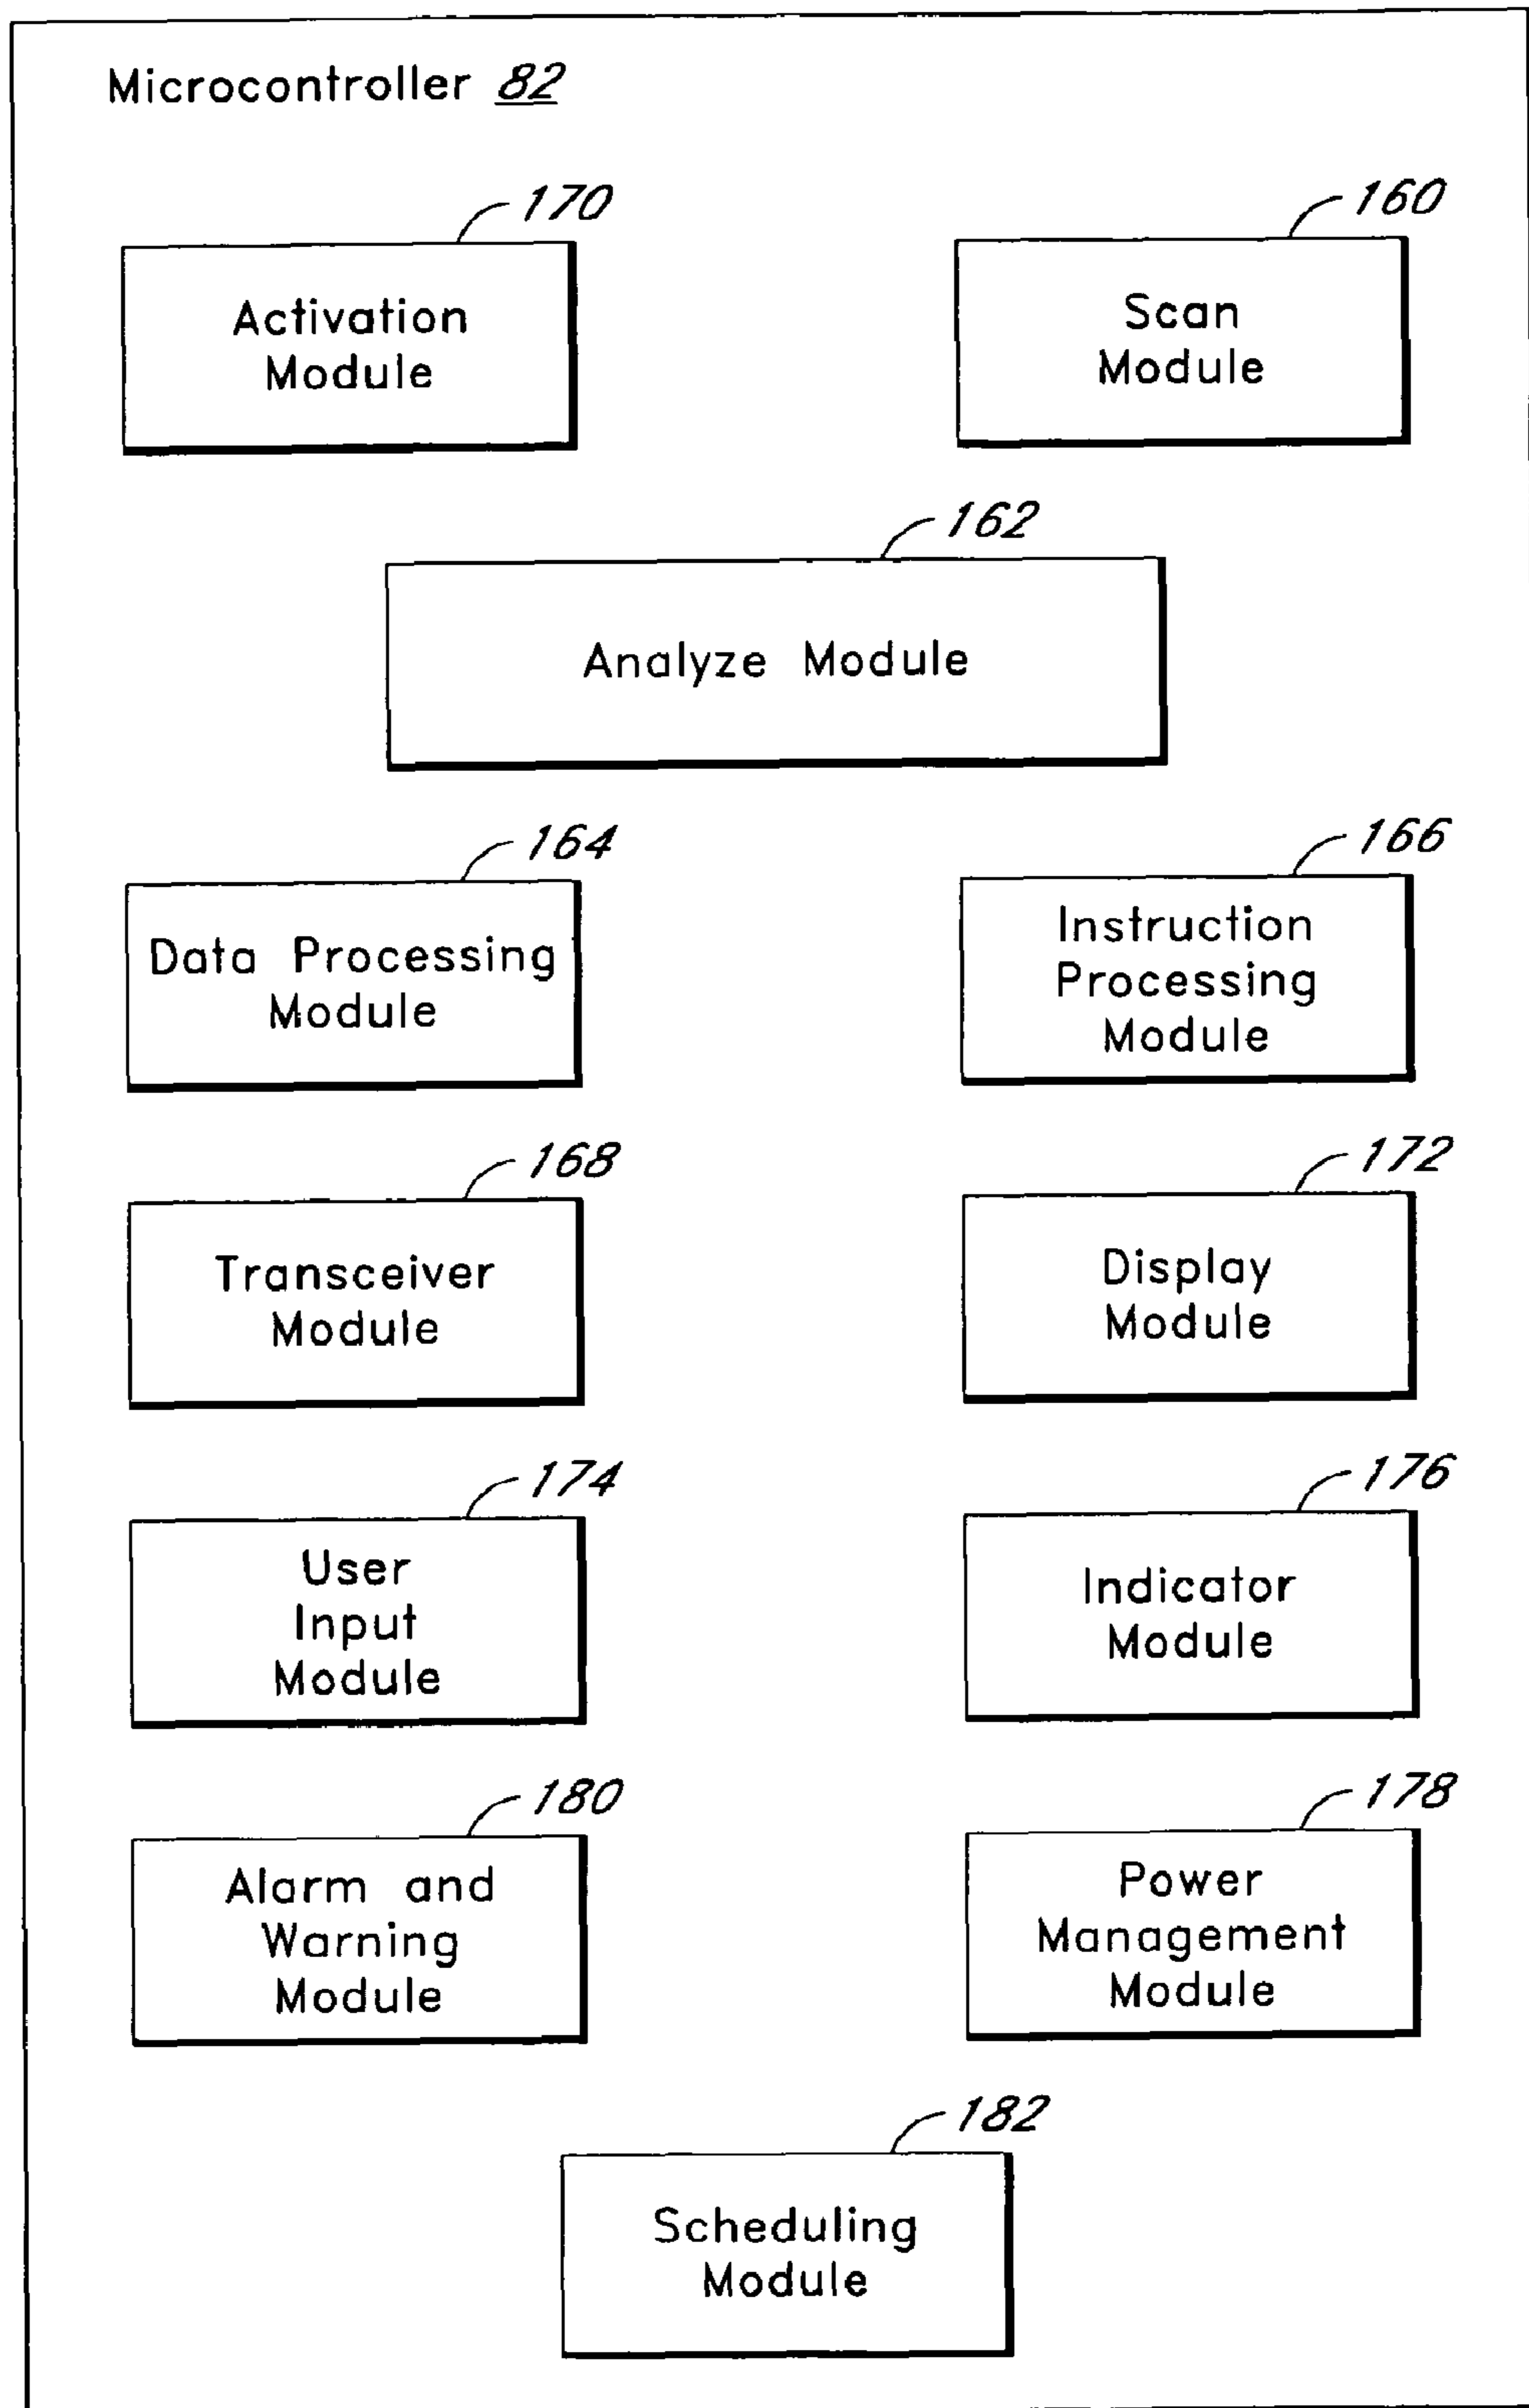 Microcontroller 82
170
Activation
Module
160
Scan
Module
162
Analyze Module
164
Data Processing
Module
166
Instruction
Processing
Module
168
Transceiver
Module
172
Display
Module
174
User
Input
Module
176
Indicator
Module
180
Alarm and
Warning
Module
178
Power
Management
Module
182
Scheduling
Module